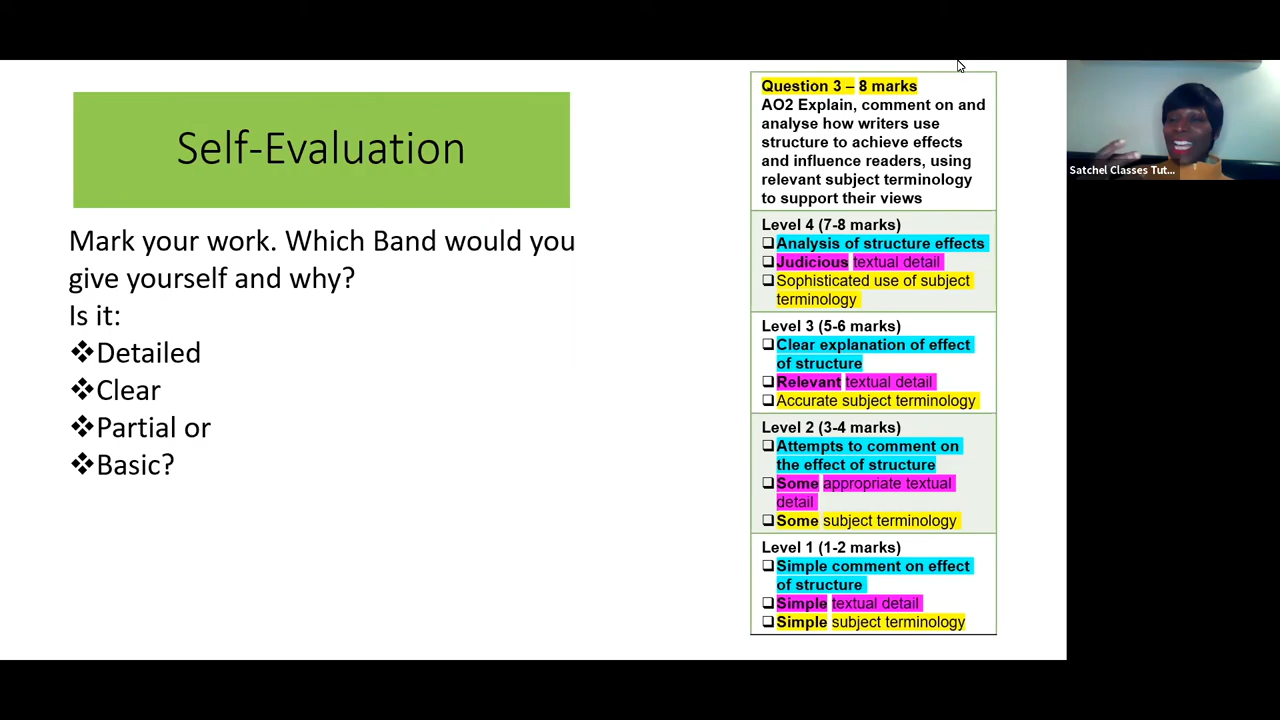 Self-Evaluation
Mark your work. Which Band would you
give yourself and why?
Is it:
❖Detailed
❖Clear
❖Partial or
❖Basic?
Question 3 – 8 marks
AO2 Explain, comment on and
analyse how writers use
structure to achieve effects
and influence readers, using
relevant subject terminology
to support their views
Level 4 (7-8 marks)
❑Analysis of structure effects
❑Judicious textual detail
❑Sophisticated use of subject
terminology
Level 3 (5-6 marks)
❑Clear explanation of effect
of structure
❑Relevant textual detail
❑Accurate subject terminology
Level 2 (3-4 marks)
❑Attempts to comment on
the effect of structure
❑Some appropriate textual
detail
❑Some subject terminology
Level 1 (1-2 marks)
❑Simple comment on effect
of structure
❑Simple textual detail
❑Simple subject terminology
Satchel Classes Tut...